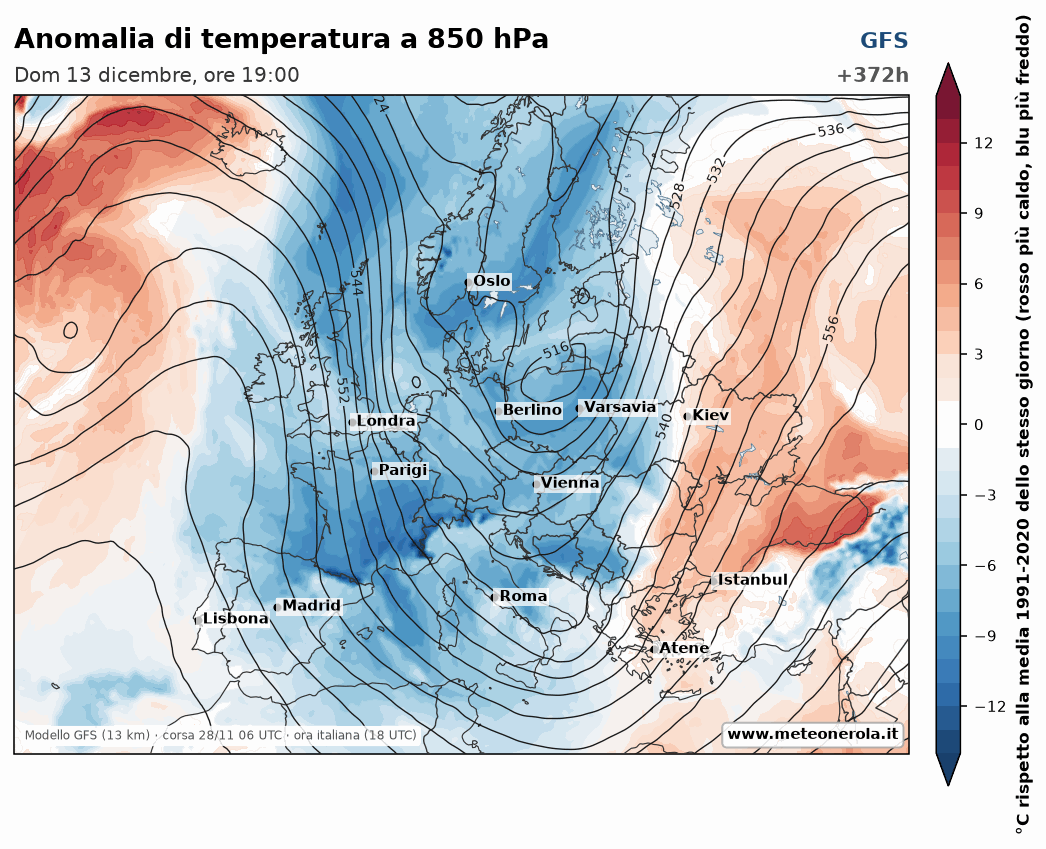 Anomalia di temperatura a 850 hPa
GFS
Dom 13 dicembre, ore 19:00
+372h
536
532
528
544
556
516
552
540
24
Oslo
Berlino
Varsavia
Kiev
Londra
Parigi
Vienna
Istanbul
Roma
Madrid
Lisbona
Atene
Modello GFS (13 km) · corsa 28/11 06 UTC · ora italiana (18 UTC)
www.meteonerola.it
12
9
6
3
0
−3
−6
−9
−12
°C rispetto alla media 1991-2020 dello stesso giorno (rosso più caldo, blu più freddo)